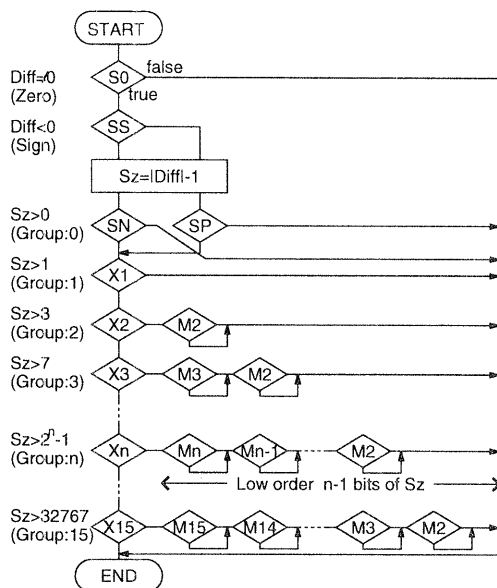 START
Diff≠0
(Zero)
S0
false
true
Diff<0
(Sign)
SS
Sz=|Diff|-1
Sz>0
(Group:0)
SN
SP
Sz>1
(Group:1)
X1
Sz>3
(Group:2)
X2
M2
Sz>7
(Group:3)
X3
M3
M2
Sz>2ⁿ-1
(Group:n)
Xn
Mn
Mn-1
M2
Low order n-1 bits of Sz
Sz>32767
(Group:15)
X15
M15
M14
M3
M2
END